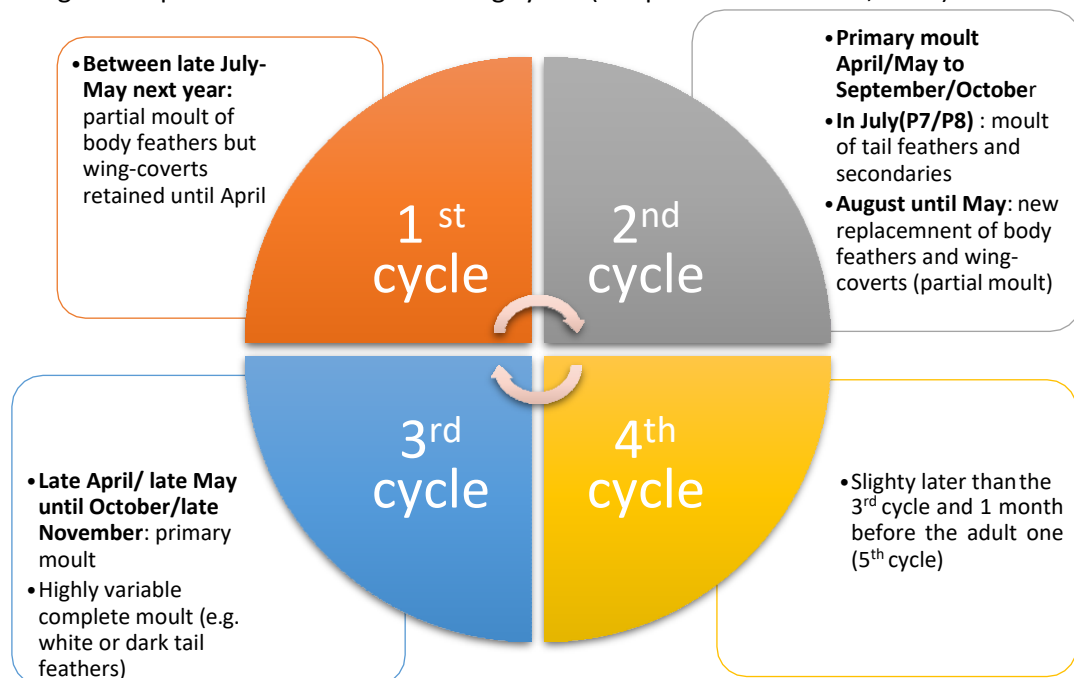 •Between late July-
May next year:
partial moult of
body feathers but
wing-coverts
retained until April
1 st
cycle
2nd
cycle
•Primary moult
April/May to
September/October
•In July(P7/P8) : moult
of tail feathers and
secondaries
•August until May: new
replacemnent of body
feathers and wing-
coverts (partial moult)
•Late April/ late May
until October/late
November: primary
moult
•Highly variable
complete moult (e.g.
white or dark tail
feathers)
3rd
cycle
4th
cycle
•Slighty later than the
3rd cycle and 1 month
before the adult one
(5th cycle)